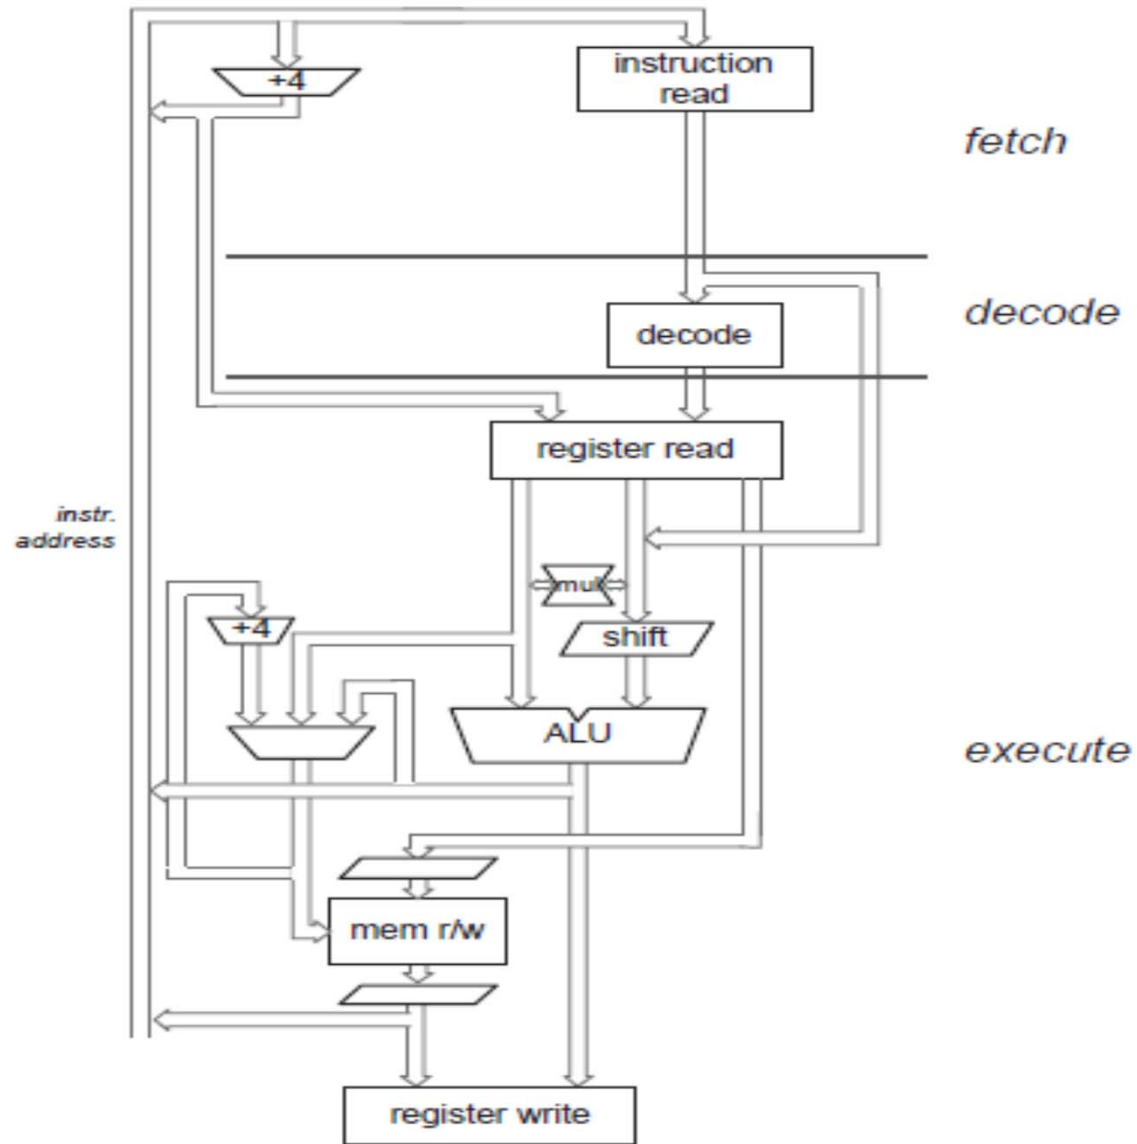 +4
instruction
read
fetch
decode
decode
register read
instr.
address
mul
+4
shift
ALU
execute
mem r/w
register write